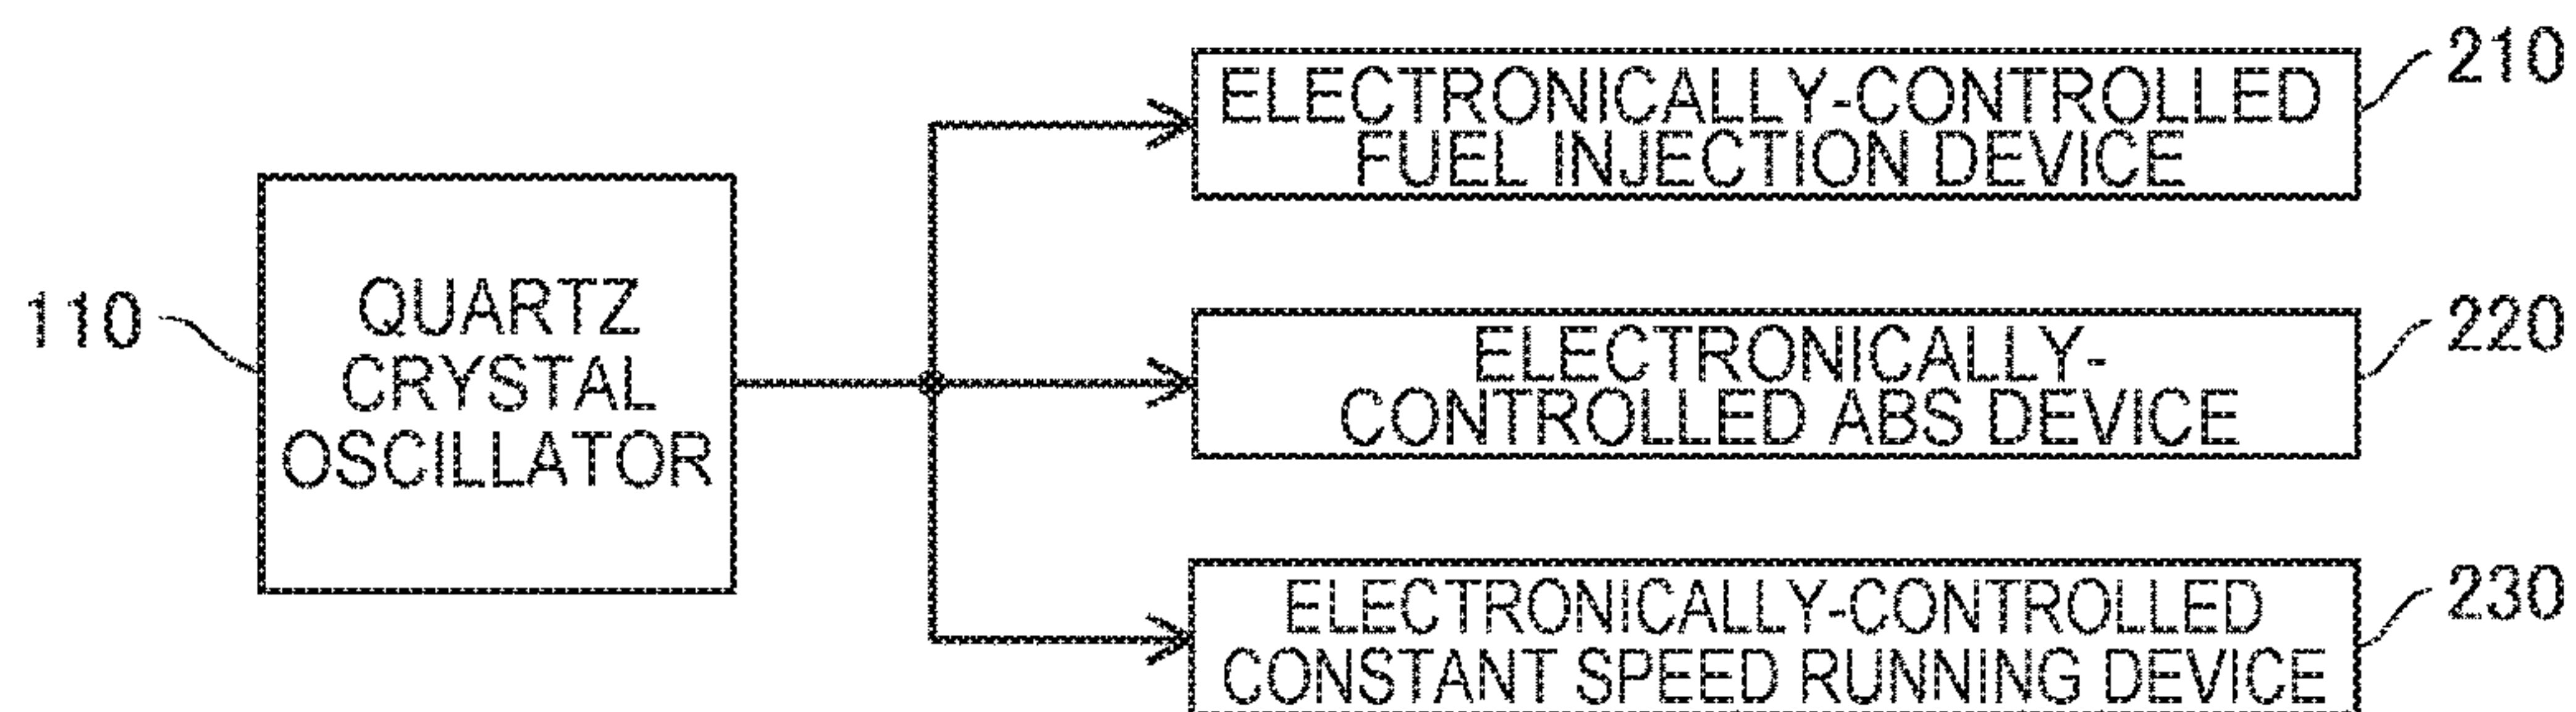 110
QUARTZ
CRYSTAL
OSCILLATOR
ELECTRONICALLY-CONTROLLED
FUEL INJECTION DEVICE
210
ELECTRONICALLY-
CONTROLLED ABS DEVICE
220
ELECTRONICALLY-CONTROLLED
CONSTANT SPEED RUNNING DEVICE
230